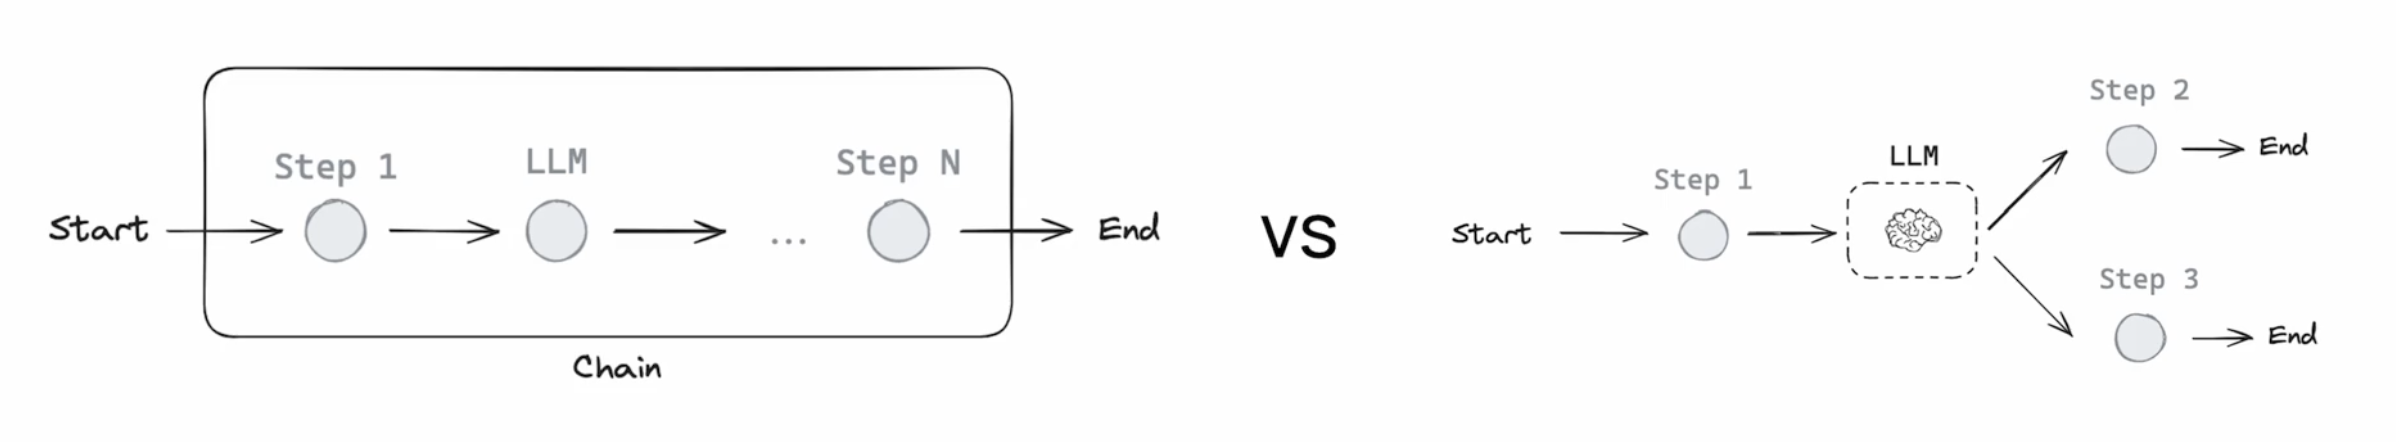 Start
Step 1
LLM
...
Step N
End
Chain
VS
Start
Step 1
LLM
Step 2
End
Step 3
End